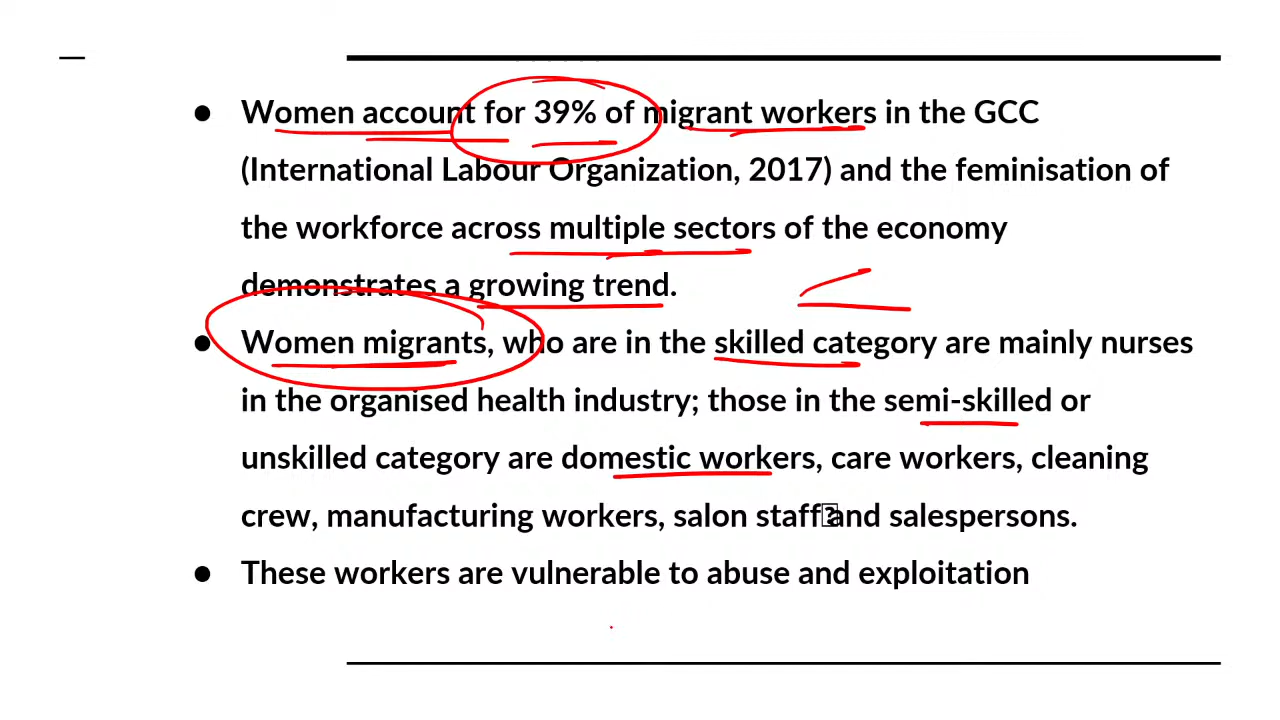 ● Women account for 39% of migrant workers in the GCC
(International Labour Organization, 2017) and the feminisation of
the workforce across multiple sectors of the economy
demonstrates a growing trend.
● Women migrants, who are in the skilled category are mainly nurses
in the organised health industry; those in the semi-skilled or
unskilled category are domestic workers, care workers, cleaning
crew, manufacturing workers, salon staff�and salespersons.
● These workers are vulnerable to abuse and exploitation